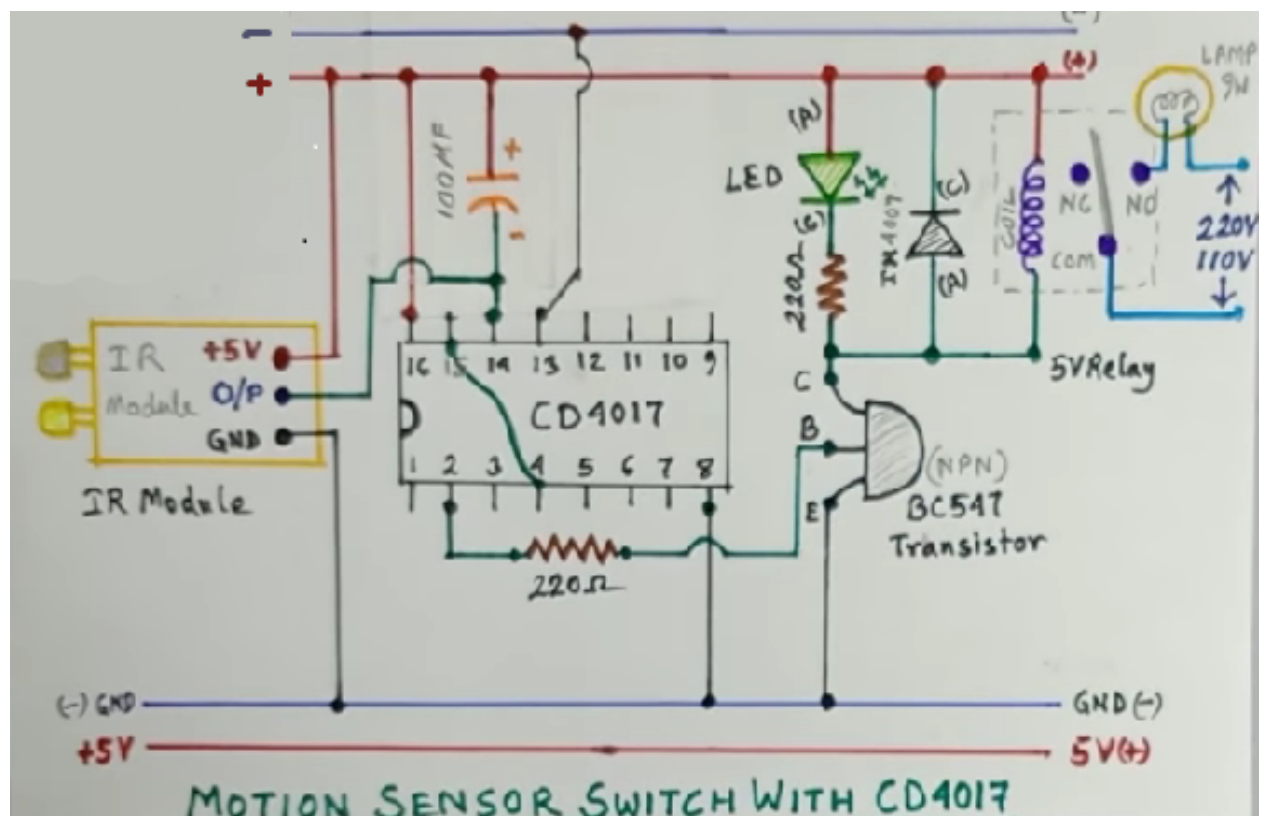 (-)
-
+
(+)
LAMP
9W
100MF
+
-
(A)
LED
220Ω
IN4007
(C)
(A)
COIL
NC
NO
COM
220V
110V
5V Relay
IR
Module
+5V
O/P
GND
IR Module
16 15 14 13 12 11 10 9
CD4017
1 2 3 4 5 6 7 8
220Ω
C
B
E
(NPN)
BC547
Transistor
(-) GND
GND (-)
+5V
5V(+)
MOTION SENSOR SWITCH WITH CD4017